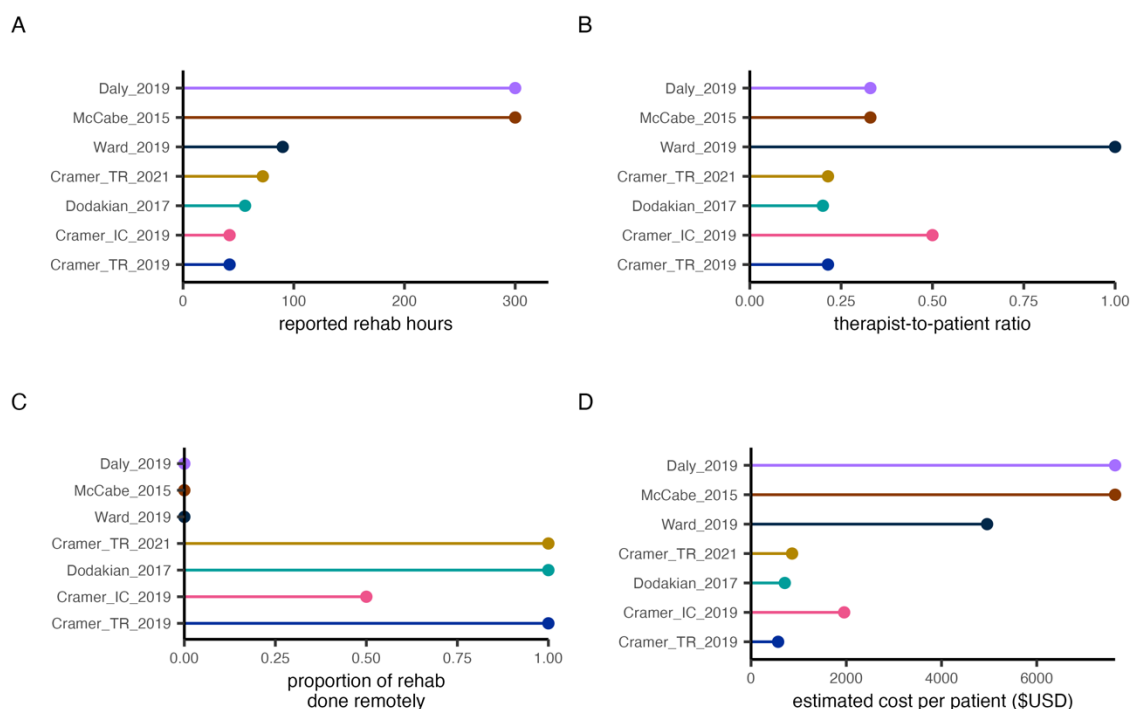 A
Daly_2019
McCabe_2015
Ward_2019
Cramer_TR_2021
Dodakian_2017
Cramer_IC_2019
Cramer_TR_2019
0 100 200 300
reported rehab hours
B
Daly_2019
McCabe_2015
Ward_2019
Cramer_TR_2021
Dodakian_2017
Cramer_IC_2019
Cramer_TR_2019
0.00 0.25 0.50 0.75 1.00
therapist-to-patient ratio
C
Daly_2019
McCabe_2015
Ward_2019
Cramer_TR_2021
Dodakian_2017
Cramer_IC_2019
Cramer_TR_2019
0.00 0.25 0.50 0.75 1.00
proportion of rehab
done remotely
D
Daly_2019
McCabe_2015
Ward_2019
Cramer_TR_2021
Dodakian_2017
Cramer_IC_2019
Cramer_TR_2019
0 2000 4000 6000
estimated cost per patient ($USD)